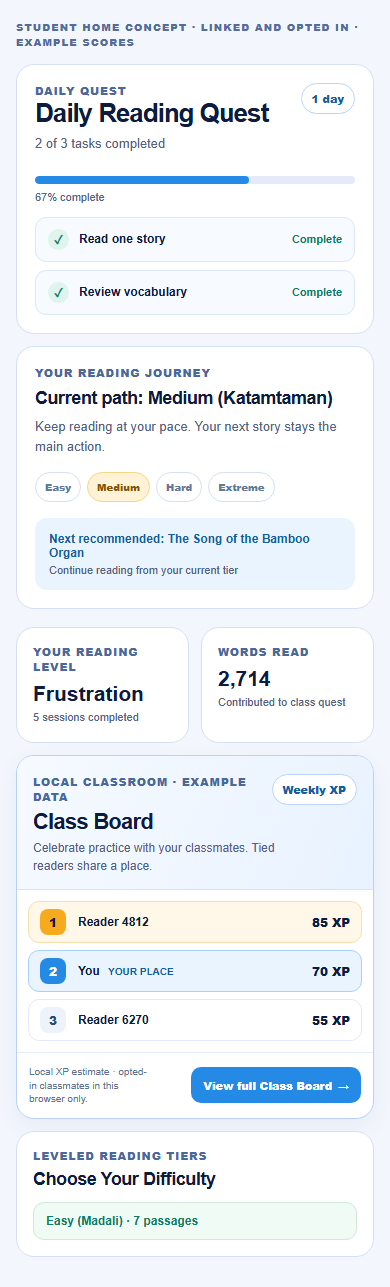 STUDENT HOME CONCEPT · LINKED AND OPTED IN ·
EXAMPLE SCORES
DAILY QUEST
Daily Reading Quest
1 day
2 of 3 tasks completed
67% complete
✓ Read one story Complete
✓ Review vocabulary Complete
YOUR READING JOURNEY
Current path: Medium (Katamtaman)
Keep reading at your pace. Your next story stays the
main action.
Easy Medium Hard Extreme
Next recommended: The Song of the Bamboo
Organ
Continue reading from your current tier
YOUR READING
LEVEL
Frustration
5 sessions completed
WORDS READ
2,714
Contributed to class quest
LOCAL CLASSROOM · EXAMPLE
DATA
Weekly XP
Class Board
Celebrate practice with your classmates. Tied
readers share a place.
1 Reader 4812 85 XP
2 You YOUR PLACE 70 XP
3 Reader 6270 55 XP
Local XP estimate · opted-
in classmates in this
browser only.
View full Class Board →
LEVELED READING TIERS
Choose Your Difficulty
Easy (Madali) · 7 passages